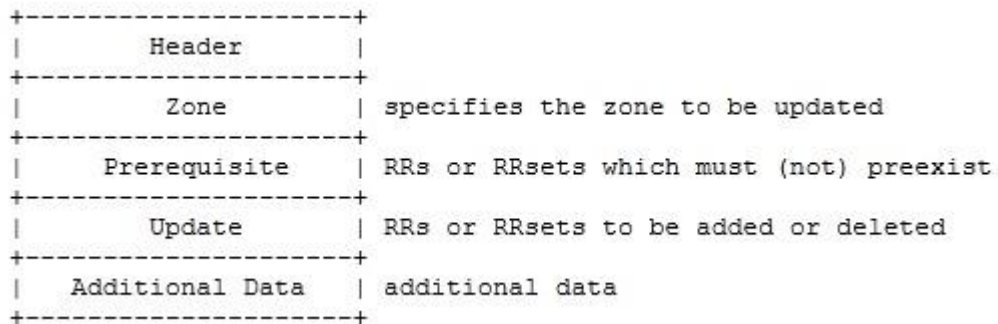 +---------------------+
|        Header       |
+---------------------+
|         Zone        | specifies the zone to be updated
+---------------------+
|     Prerequisite    | RRs or RRsets which must (not) preexist
+---------------------+
|        Update       | RRs or RRsets to be added or deleted
+---------------------+
|   Additional Data   | additional data
+---------------------+